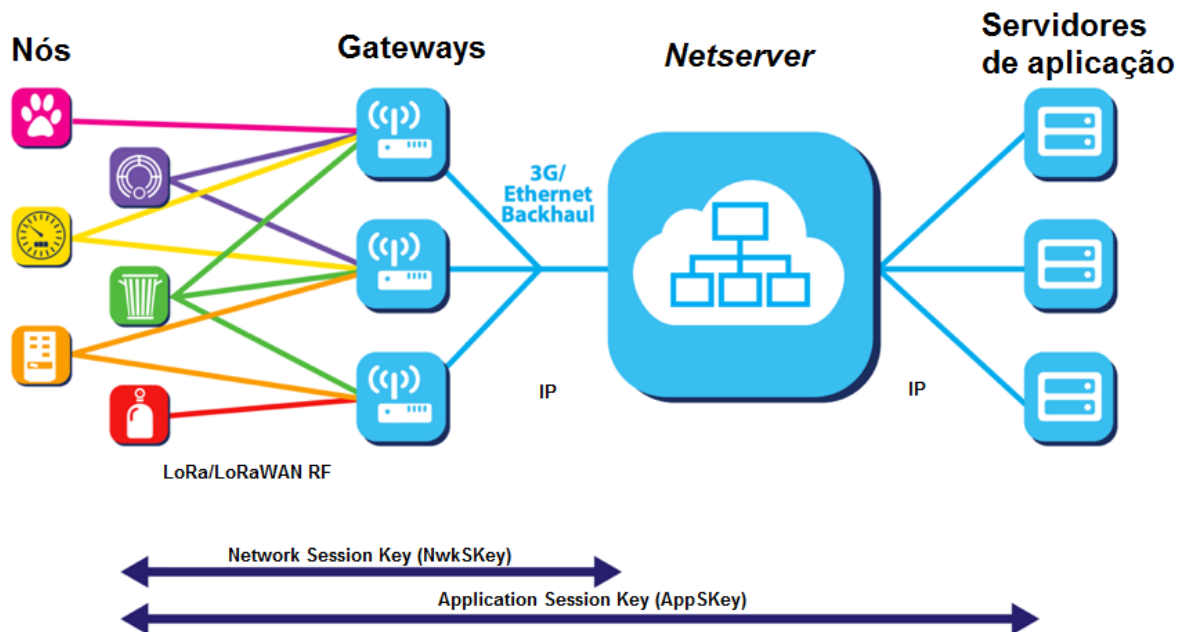 Nós
Gateways
Netserver
Servidores
de aplicação
3G/
Ethernet
Backhaul
IP
IP
LoRa/LoRaWAN RF
Network Session Key (NwkSKey)
Application Session Key (AppSKey)